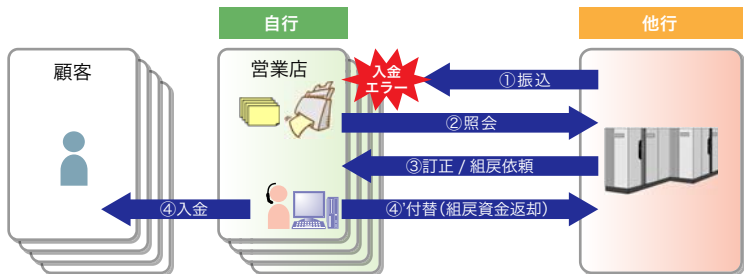 自行
他行
顧客
営業店
入金
エラー
①振込
②照会
③訂正 / 組戻依頼
④入金
④'付替(組戻資金返却)